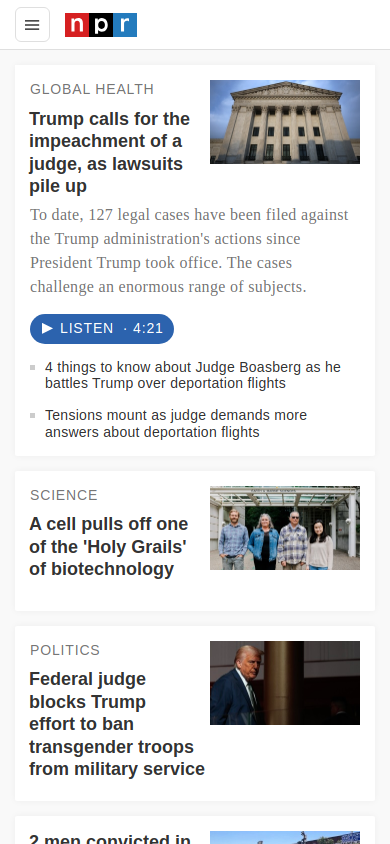 npr
GLOBAL HEALTH
Trump calls for the
impeachment of a
judge, as lawsuits
pile up
To date, 127 legal cases have been filed against
the Trump administration's actions since
President Trump took office. The cases
challenge an enormous range of subjects.
LISTEN · 4:21
4 things to know about Judge Boasberg as he
battles Trump over deportation flights
Tensions mount as judge demands more
answers about deportation flights
SCIENCE
A cell pulls off one
of the 'Holy Grails'
of biotechnology
POLITICS
Federal judge
blocks Trump
effort to ban
transgender troops
from military service
2 men convicted in